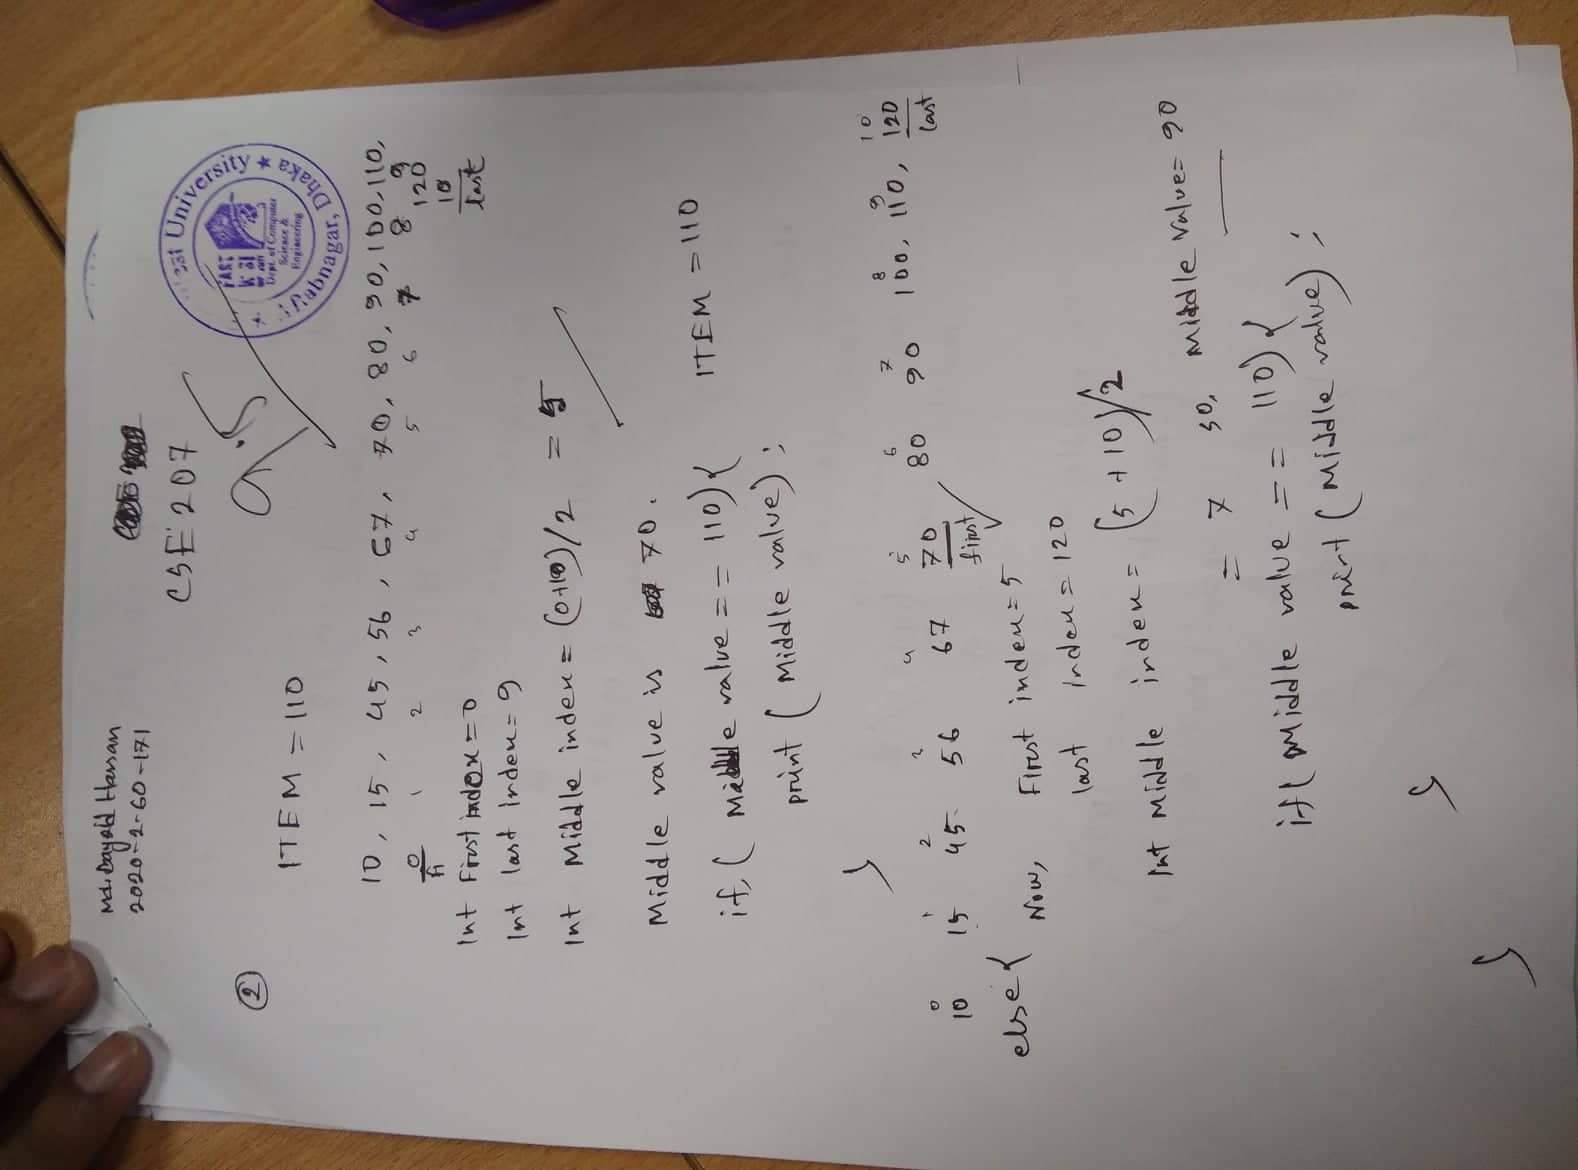 Md. Bayeld Hassan
2020-2-60-171
CSE 207
9.5
East University
EAST
WEST
Dept. of Computer
Science &
Engineering
Aftabnagar, Dhaka
2
ITEM = 110
10, 15, 45, 56, 67, 70, 80, 90, 100, 110,
0 1 2 3 4 5 6 7 8 9
120
10
last
Int First index = 0
Int last index = 9
Int Middle index = (0+10)/2 = 5
Middle value is 70.
if, ( Middle value == 110) { ITEM = 110
print ( Middle value) ;
}
0 1 2 3 4 5 6 7 8 9 10
10 15 45 56 67 70 80 90 100, 110, 120
first last
else {
Now, First index = 5
last index = 120
Int Middle index = (5 + 10)/2
= 7 so, Middle Value = 90
if ( Middle value == 110) {
print ( Middle value) ;
}
}